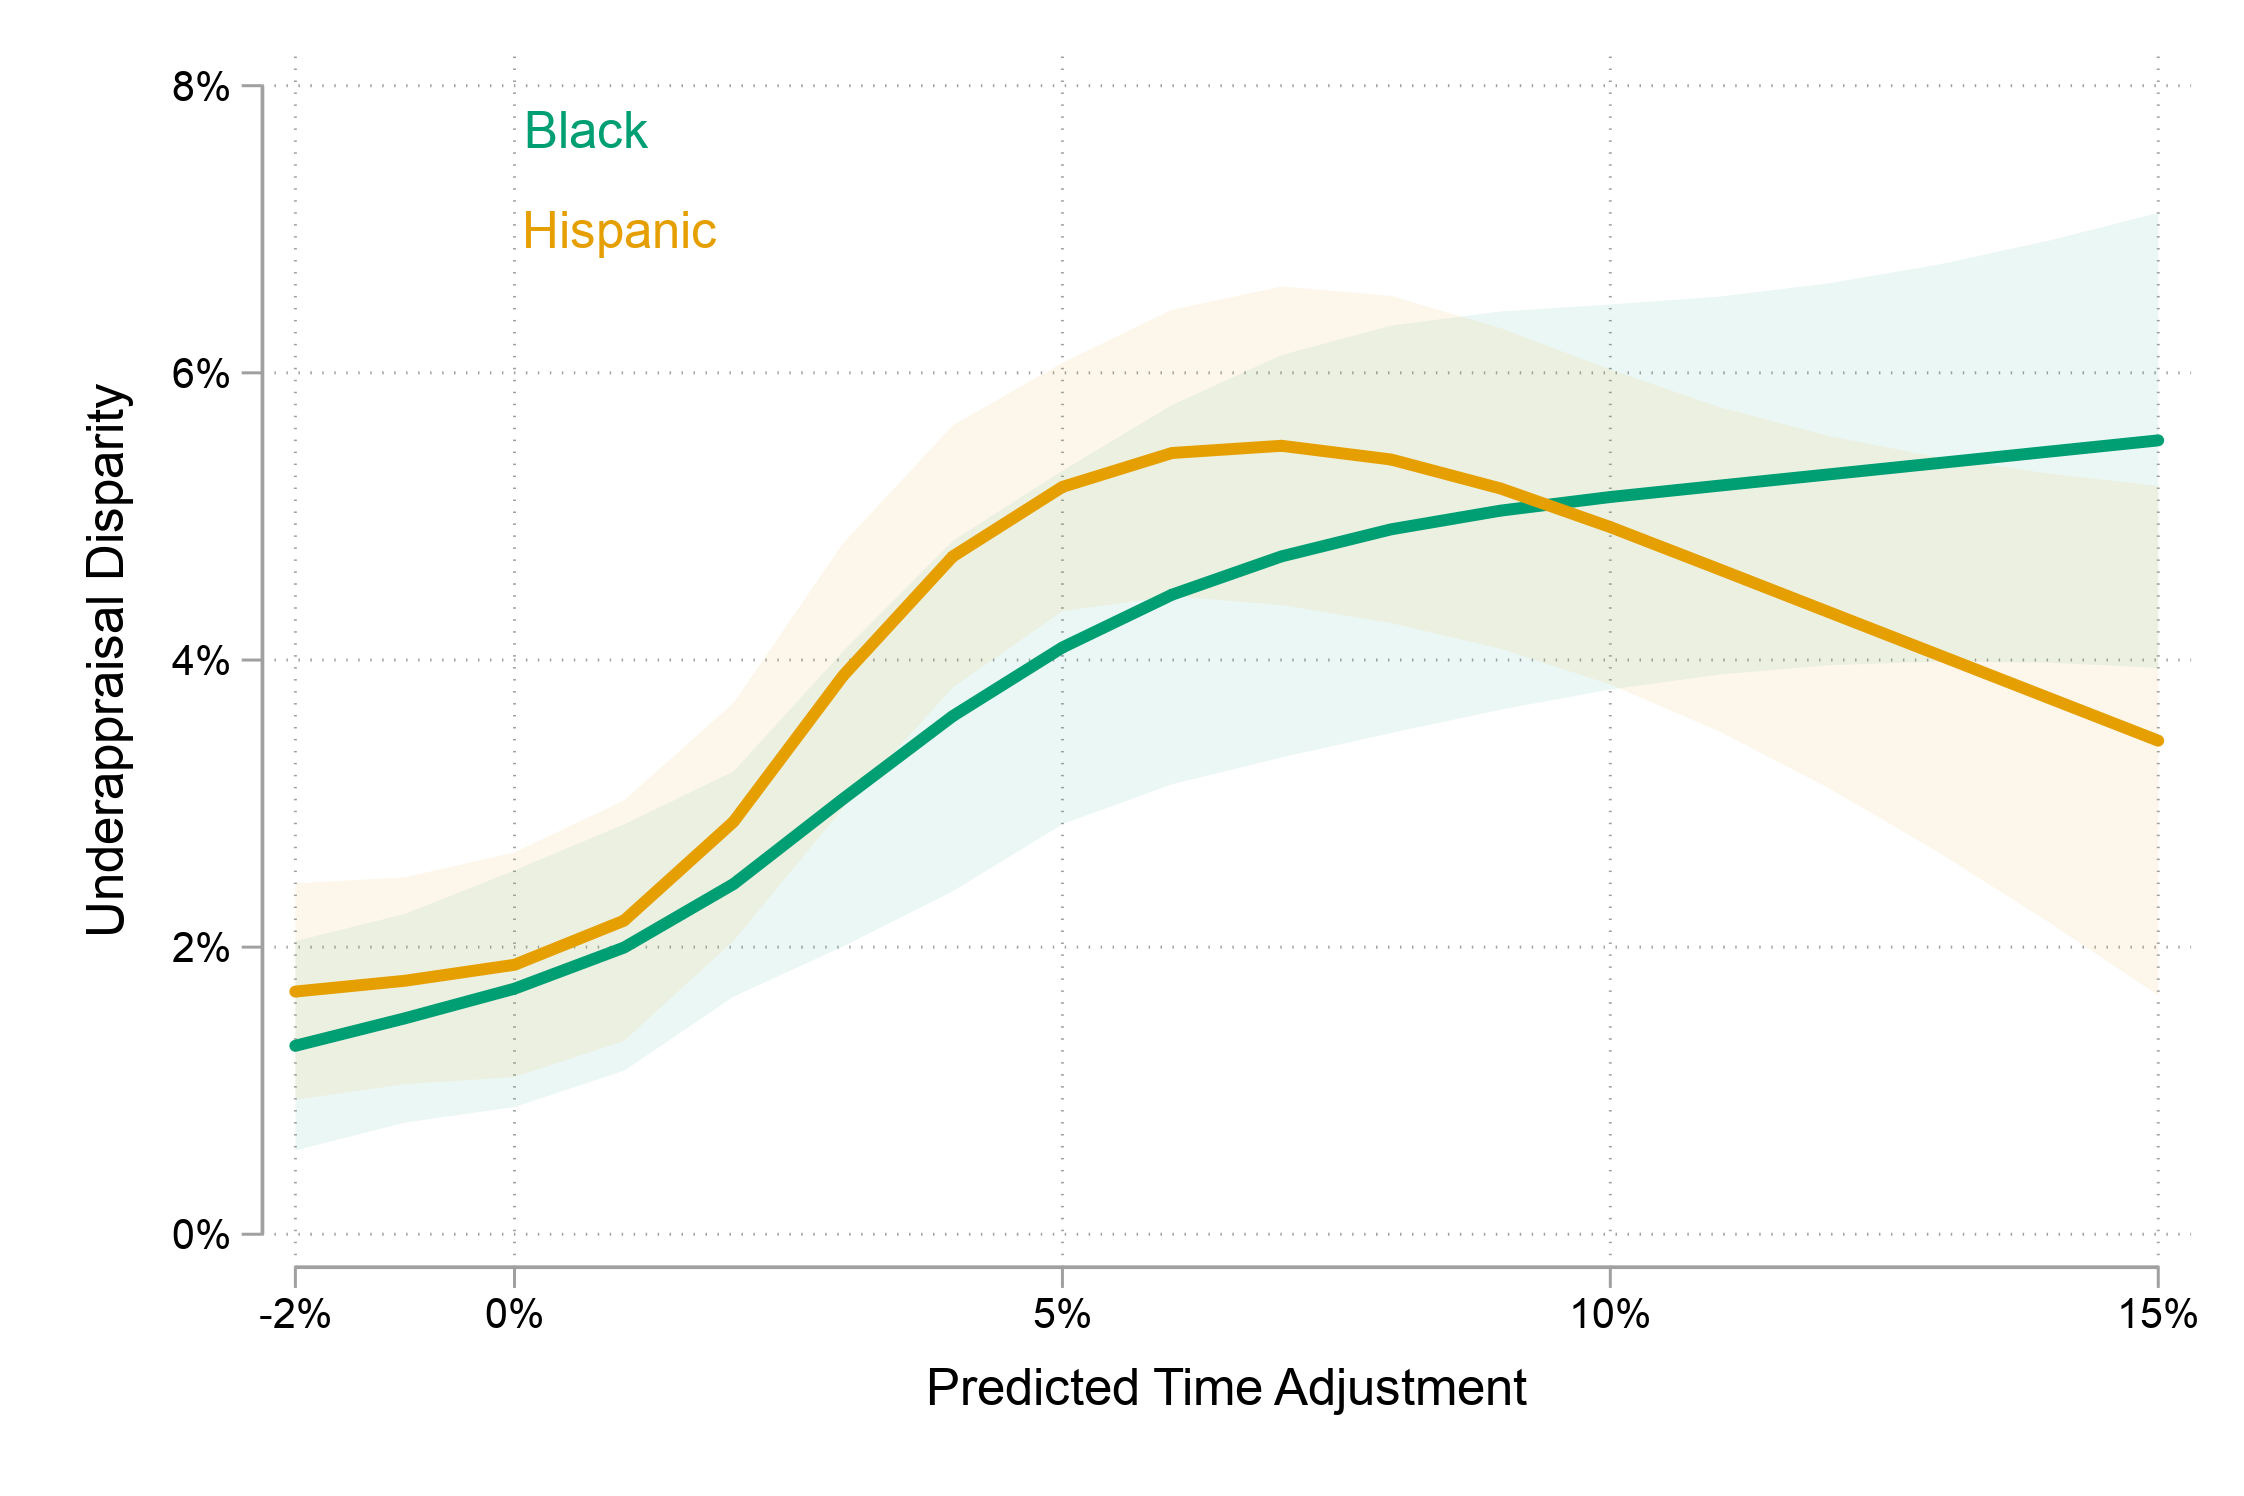 8%
6%
4%
2%
0%
Underappraisal Disparity
Black
Hispanic
-2%
0%
5%
10%
15%
Predicted Time Adjustment